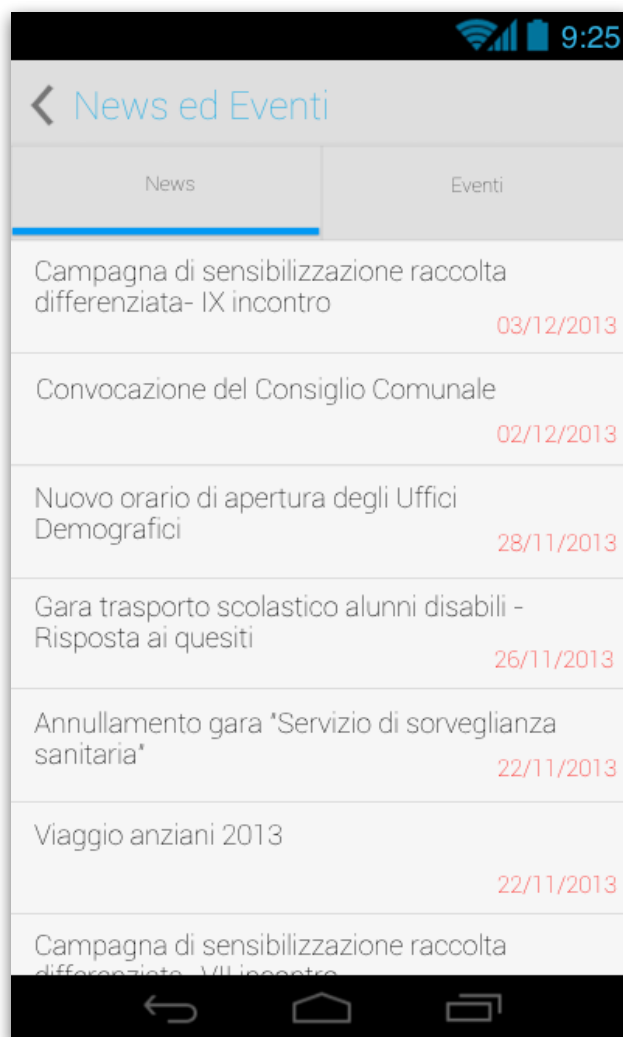 9:25
News ed Eventi
News
Eventi
Campagna di sensibilizzazione raccolta
differenziata- IX incontro
03/12/2013
Convocazione del Consiglio Comunale
02/12/2013
Nuovo orario di apertura degli Uffici
Demografici
28/11/2013
Gara trasporto scolastico alunni disabili -
Risposta ai quesiti
26/11/2013
Annullamento gara "Servizio di sorveglianza
sanitaria"
22/11/2013
Viaggio anziani 2013
22/11/2013
Campagna di sensibilizzazione raccolta
differenziata- VII incontro